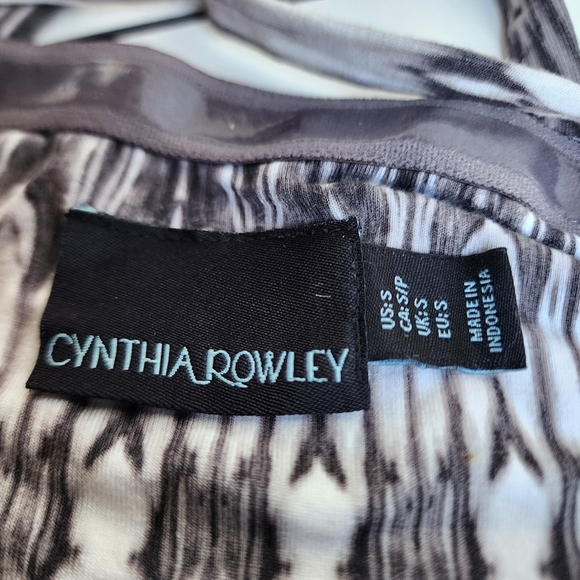 CYNTHIA ROWLEY
US: S
CA: S/P
UK: S
EU: S
MADE IN
INDONESIA